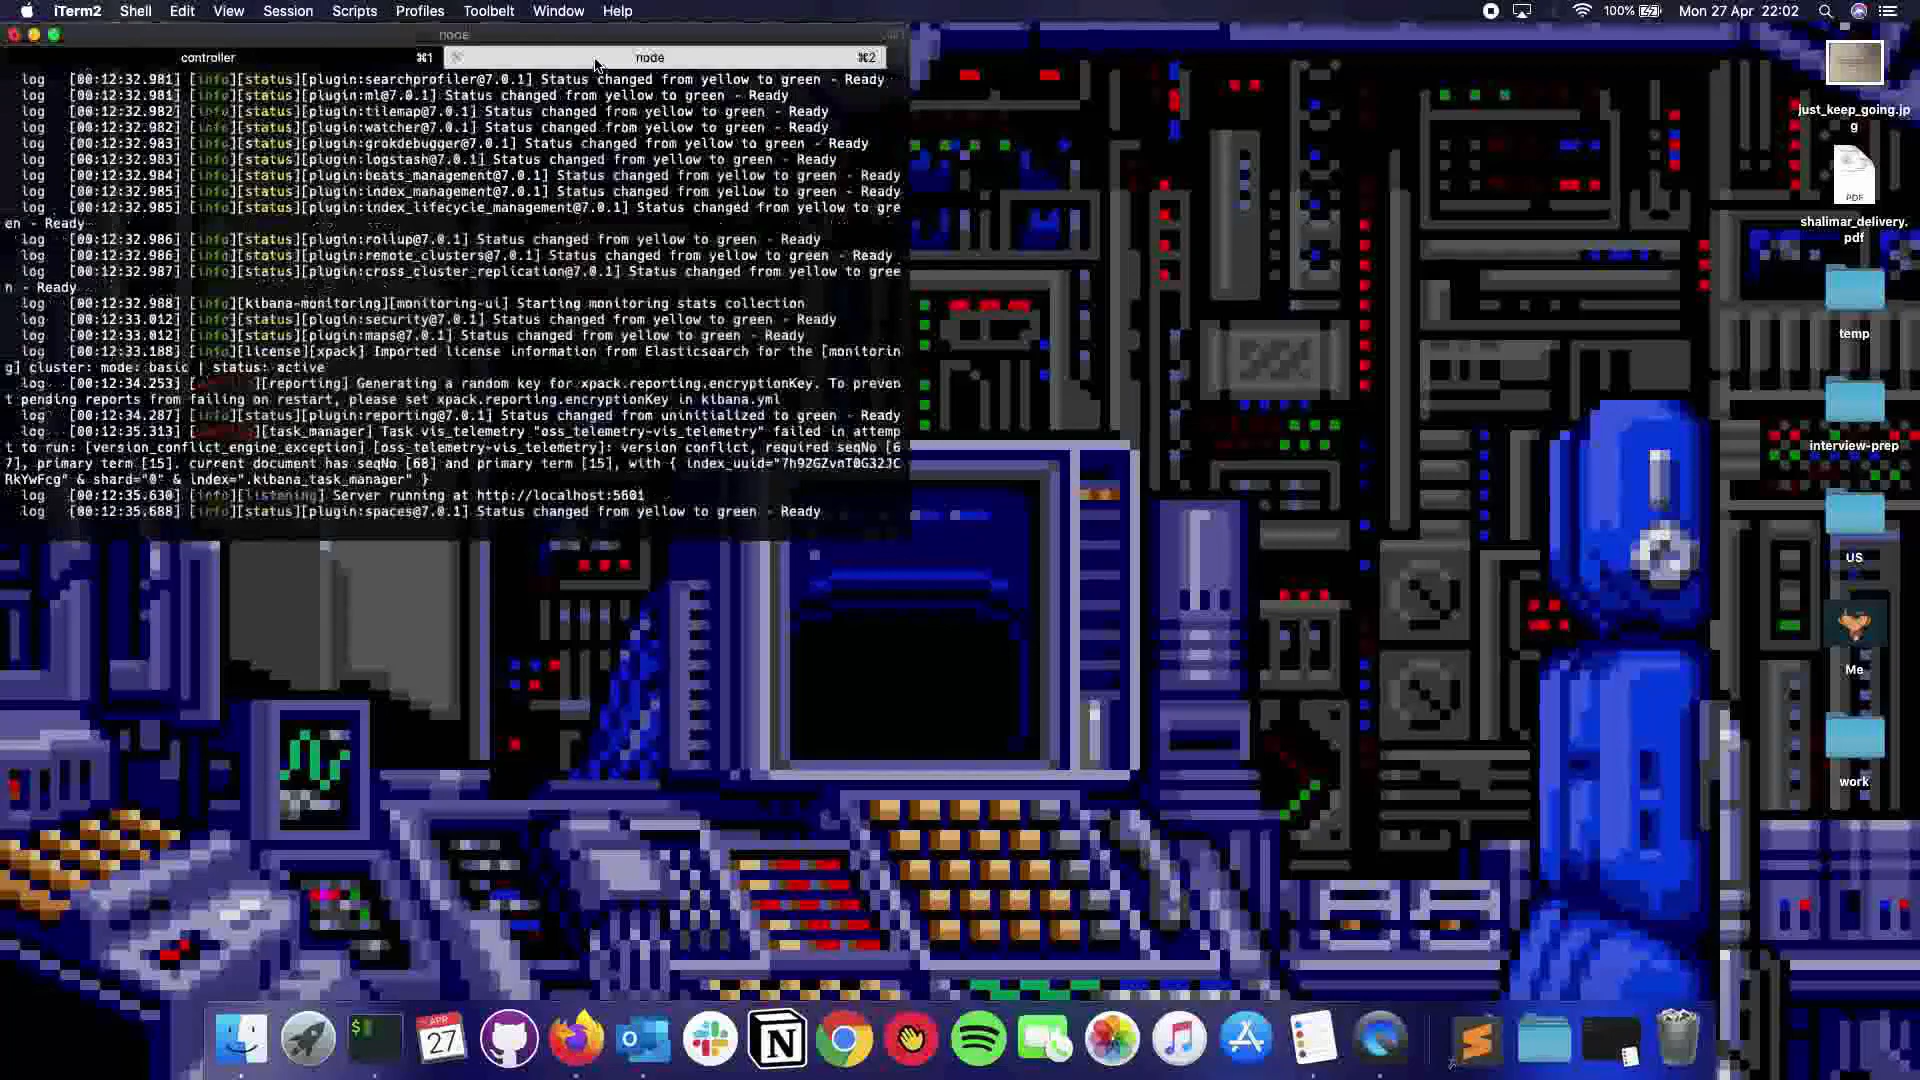 iTerm2 Shell Edit View Session Scripts Profiles Toolbelt Window Help 100% Mon 27 Apr 22:02
node
controller ⌘1 node ⌘2
log [00:12:32.981] [info][status][plugin:searchprofiler@7.0.1] Status changed from yellow to green - Ready
log [00:12:32.981] [info][status][plugin:ml@7.0.1] Status changed from yellow to green - Ready
log [00:12:32.982] [info][status][plugin:tilemap@7.0.1] Status changed from yellow to green - Ready
log [00:12:32.982] [info][status][plugin:watcher@7.0.1] Status changed from yellow to green - Ready
log [00:12:32.983] [info][status][plugin:grokdebugger@7.0.1] Status changed from yellow to green - Ready
log [00:12:32.983] [info][status][plugin:logstash@7.0.1] Status changed from yellow to green - Ready
log [00:12:32.984] [info][status][plugin:beats_management@7.0.1] Status changed from yellow to green - Ready
log [00:12:32.985] [info][status][plugin:index_management@7.0.1] Status changed from yellow to green - Ready
log [00:12:32.985] [info][status][plugin:index_lifecycle_management@7.0.1] Status changed from yellow to gre
en - Ready
log [00:12:32.986] [info][status][plugin:rollup@7.0.1] Status changed from yellow to green - Ready
log [00:12:32.986] [info][status][plugin:remote_clusters@7.0.1] Status changed from yellow to green - Ready
log [00:12:32.987] [info][status][plugin:cross_cluster_replication@7.0.1] Status changed from yellow to gree
n - Ready
log [00:12:32.988] [info][kibana-monitoring][monitoring-ui] Starting monitoring stats collection
log [00:12:33.012] [info][status][plugin:security@7.0.1] Status changed from yellow to green - Ready
log [00:12:33.012] [info][status][plugin:maps@7.0.1] Status changed from yellow to green - Ready
log [00:12:33.188] [info][license][xpack] Imported license information from Elasticsearch for the [monitorin
g] cluster: mode: basic | status: active
log [00:12:34.253] [warning][reporting] Generating a random key for xpack.reporting.encryptionKey. To preven
t pending reports from failing on restart, please set xpack.reporting.encryptionKey in kibana.yml
log [00:12:34.287] [info][status][plugin:reporting@7.0.1] Status changed from uninitialized to green - Ready
log [00:12:35.313] [warning][task_manager] Task vis_telemetry "oss_telemetry-vis_telemetry" failed in attemp
t to run: [version_conflict_engine_exception] [oss_telemetry-vis_telemetry]: version conflict, required seqNo [6
7], primary term [15]. current document has seqNo [68] and primary term [15], with { index_uuid="7h92GZvnT0G32JC
RkYwFcg" & shard="0" & index=".kibana_task_manager" }
log [00:12:35.630] [info][listening] Server running at http://localhost:5601
log [00:12:35.688] [info][status][plugin:spaces@7.0.1] Status changed from yellow to green - Ready
just_keep_going.jp
g
PDF
shalimar_delivery.
pdf
temp
interview-prep
US
Me
work
APR
27